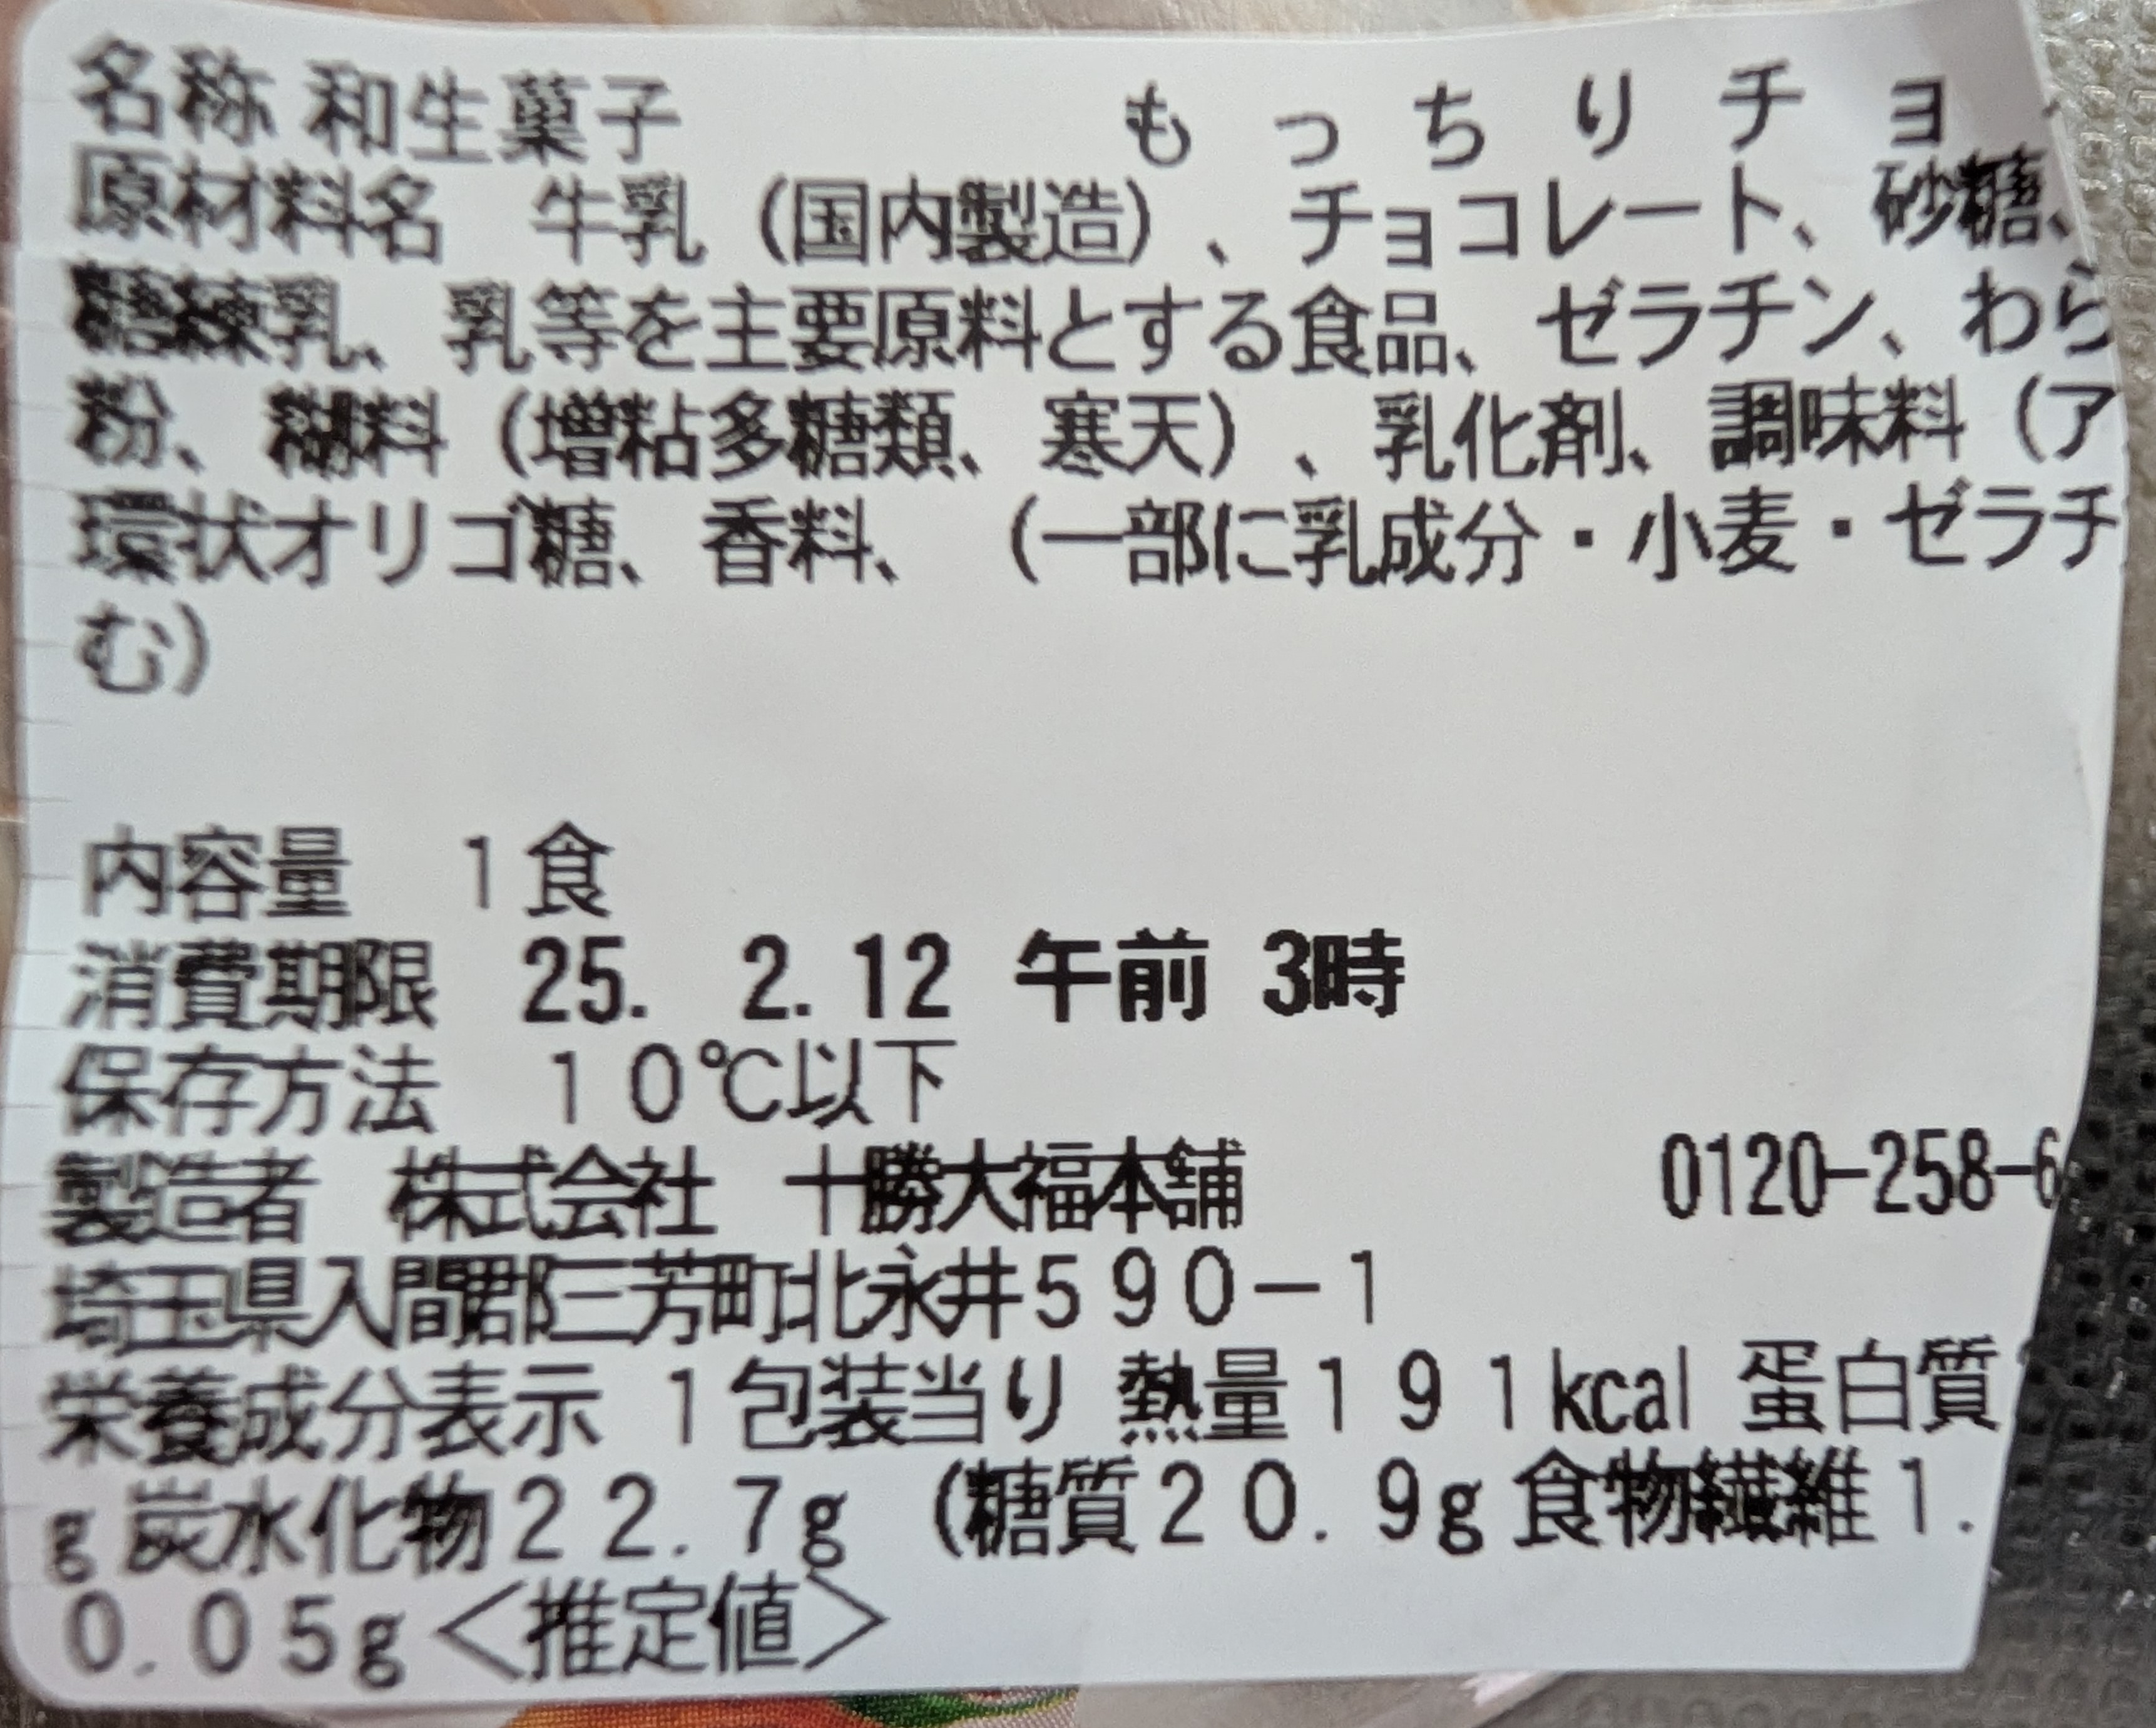 名称 和生菓子 もっちりチョ
原材料名 牛乳(国内製造)、チョコレート、砂糖、
糖練乳、乳等を主要原料とする食品、ゼラチン、わら
粉、糊料(増粘多糖類、寒天)、乳化剤、調味料(ア
環状オリゴ糖、香料、(一部に乳成分・小麦・ゼラチ
む)
内容量 1食
消費期限 25. 2.12 午前 3時
保存方法 10℃以下
製造者 株式会社 十勝大福本舗 0120-258-6
埼玉県入間郡三芳町北永井590-1
栄養成分表示 1包装当り 熱量191kcal 蛋白質
g 炭水化物22.7g (糖質20.9g 食物繊維1.
0.05g<推定値>